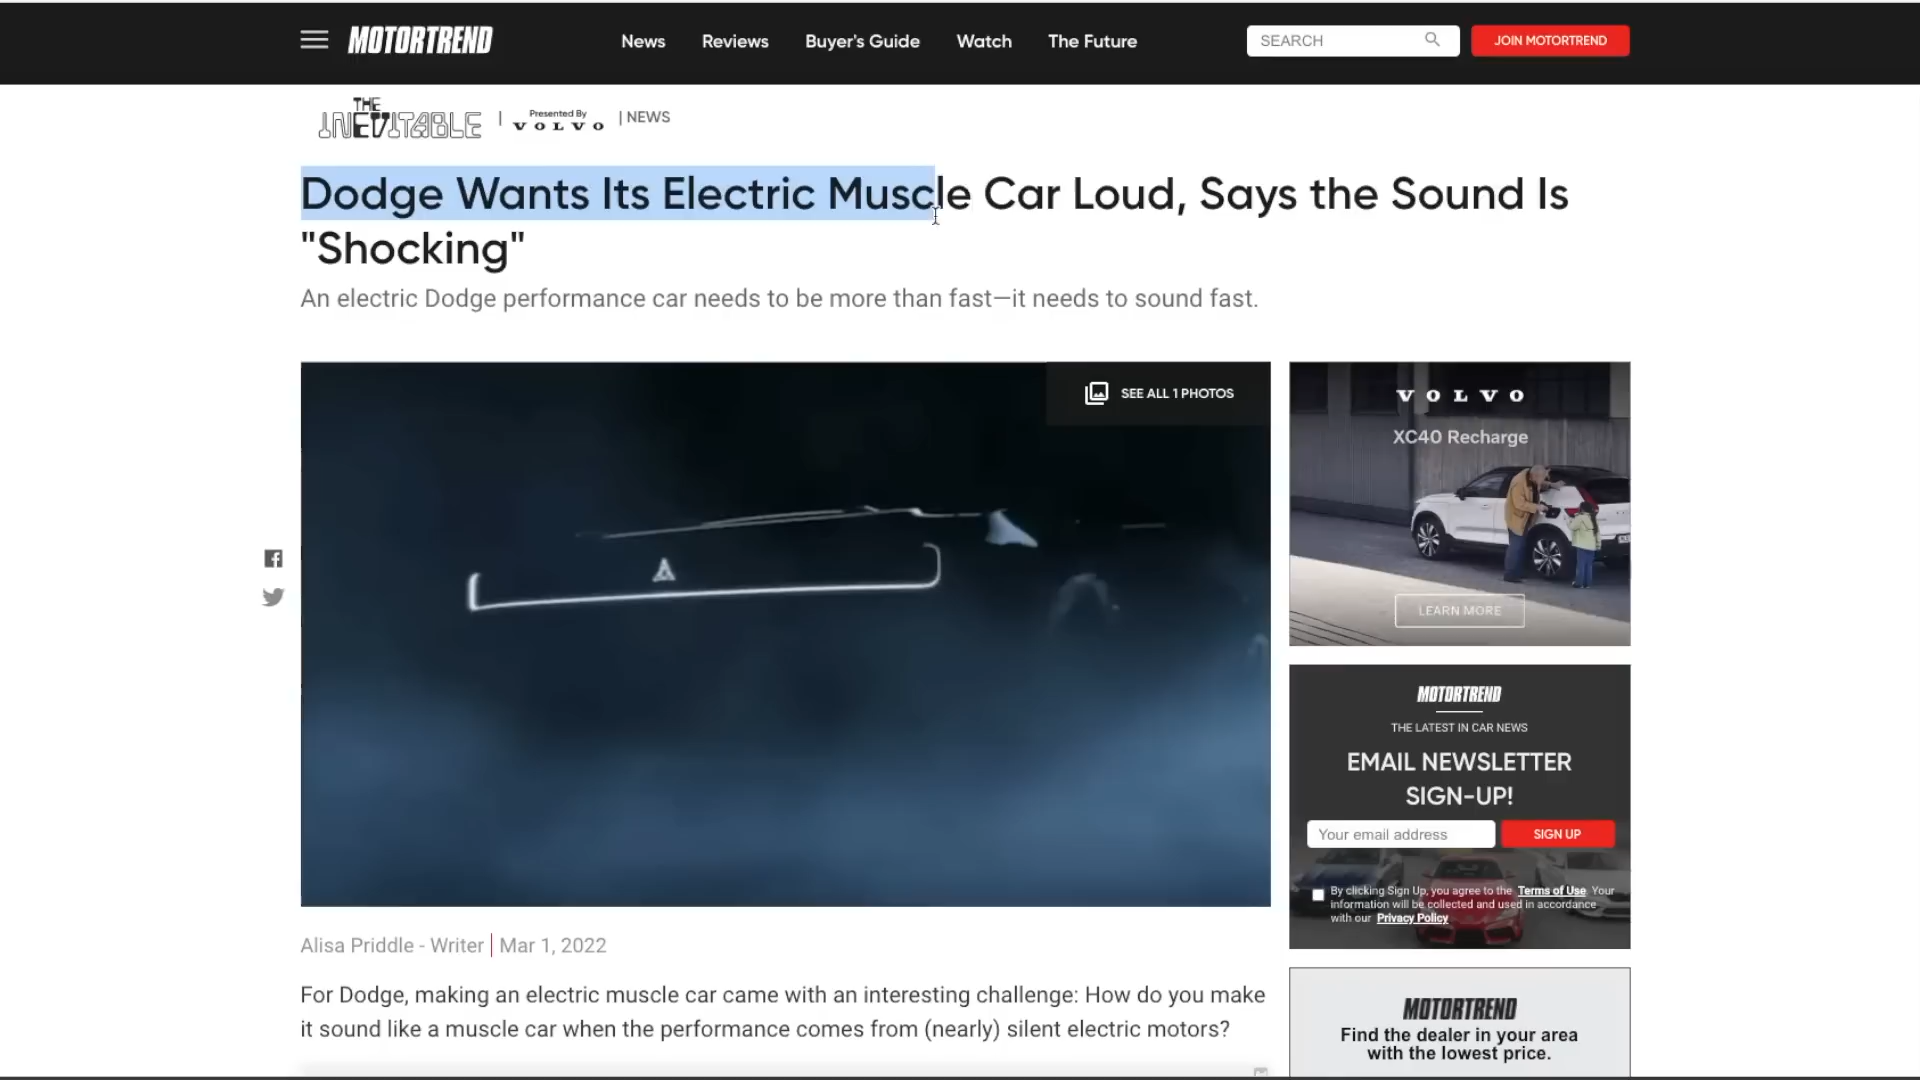 MOTORTREND
News
Reviews
Buyer's Guide
Watch
The Future
SEARCH
JOIN MOTORTREND
THE
INEVITABLE
|
Presented By
VOLVO
| NEWS
Dodge Wants Its Electric Muscle Car Loud, Says the Sound Is
"Shocking"
An electric Dodge performance car needs to be more than fast—it needs to sound fast.
SEE ALL 1 PHOTOS
VOLVO
XC40 Recharge
LEARN MORE
MOTORTREND
THE LATEST IN CAR NEWS
EMAIL NEWSLETTER
SIGN-UP!
Your email address
SIGN UP
By clicking Sign Up, you agree to the Terms of Use. Your
information will be collected and used in accordance
with our Privacy Policy
Alisa Priddle - Writer | Mar 1, 2022
For Dodge, making an electric muscle car came with an interesting challenge: How do you make
it sound like a muscle car when the performance comes from (nearly) silent electric motors?
MOTORTREND
Find the dealer in your area
with the lowest price.